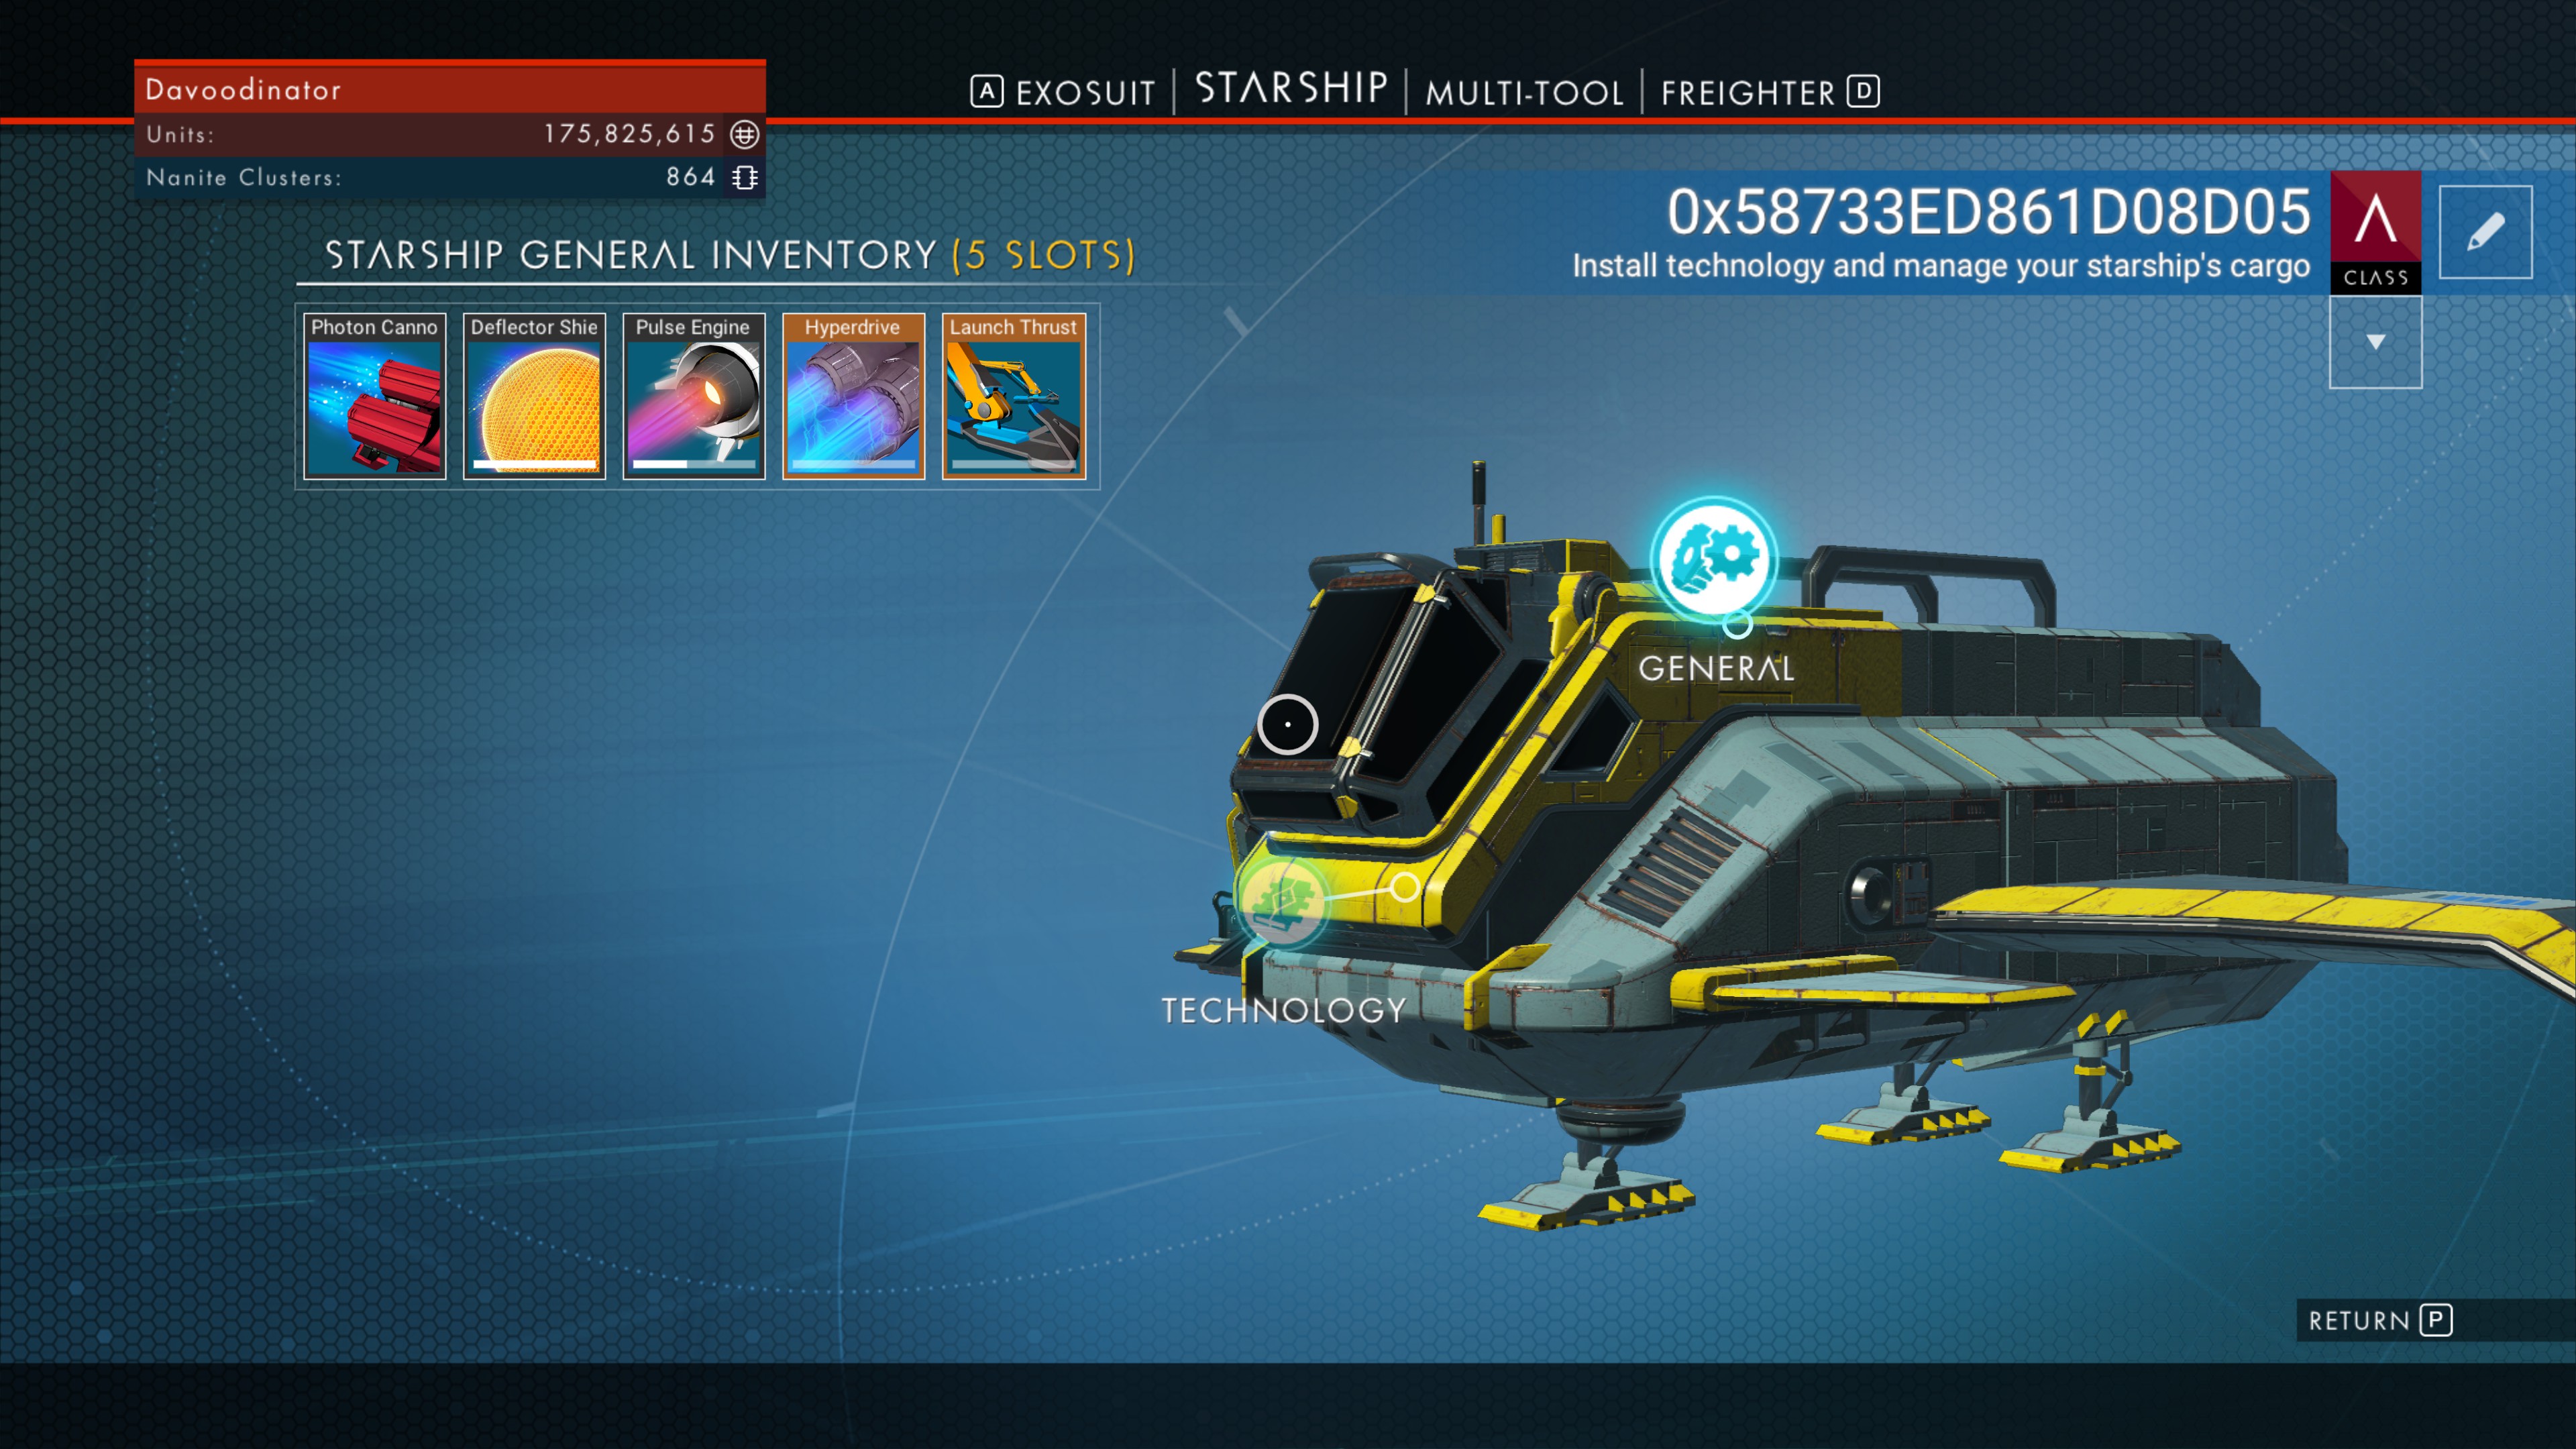 Davoodinator
Units: 175,825,615
Nanite Clusters: 864
A EXOSUIT STARSHIP MULTI-TOOL FREIGHTER D
0x58733ED861D08D05
Install technology and manage your starship's cargo
A
CLASS
STARSHIP GENERAL INVENTORY (5 SLOTS)
Photon Canno Deflector Shie Pulse Engine Hyperdrive Launch Thrust
GENERAL
TECHNOLOGY
RETURN P